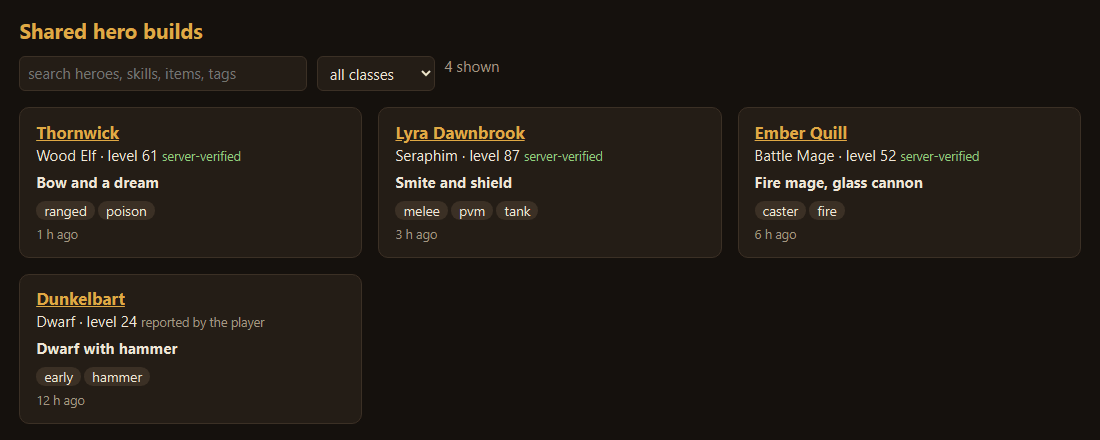 Shared hero builds
search heroes, skills, items, tags
all classes
4 shown
Thornwick
Wood Elf · level 61 server-verified
Bow and a dream
ranged poison
1 h ago
Lyra Dawnbrook
Seraphim · level 87 server-verified
Smite and shield
melee pvm tank
3 h ago
Ember Quill
Battle Mage · level 52 server-verified
Fire mage, glass cannon
caster fire
6 h ago
Dunkelbart
Dwarf · level 24 reported by the player
Dwarf with hammer
early hammer
12 h ago